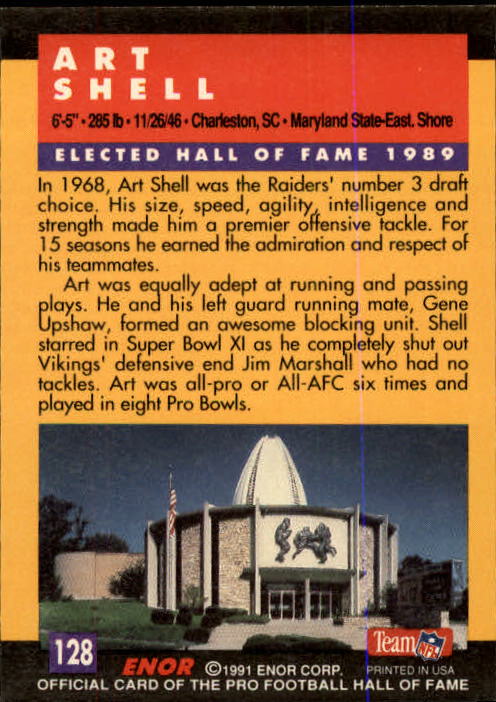 ART
SHELL
6'-5" • 285 lb • 11/26/46 • Charleston, SC • Maryland State-East. Shore
ELECTED HALL OF FAME 1989
In 1968, Art Shell was the Raiders' number 3 draft
choice. His size, speed, agility, intelligence and
strength made him a premier offensive tackle. For
15 seasons he earned the admiration and respect of
his teammates.
Art was equally adept at running and passing
plays. He and his left guard running mate, Gene
Upshaw, formed an awesome blocking unit. Shell
starred in Super Bowl XI as he completely shut out
Vikings' defensive end Jim Marshall who had no
tackles. Art was all-pro or All-AFC six times and
played in eight Pro Bowls.
128
Team NFL
ENOR ©1991 ENOR CORP. PRINTED IN USA
OFFICIAL CARD OF THE PRO FOOTBALL HALL OF FAME